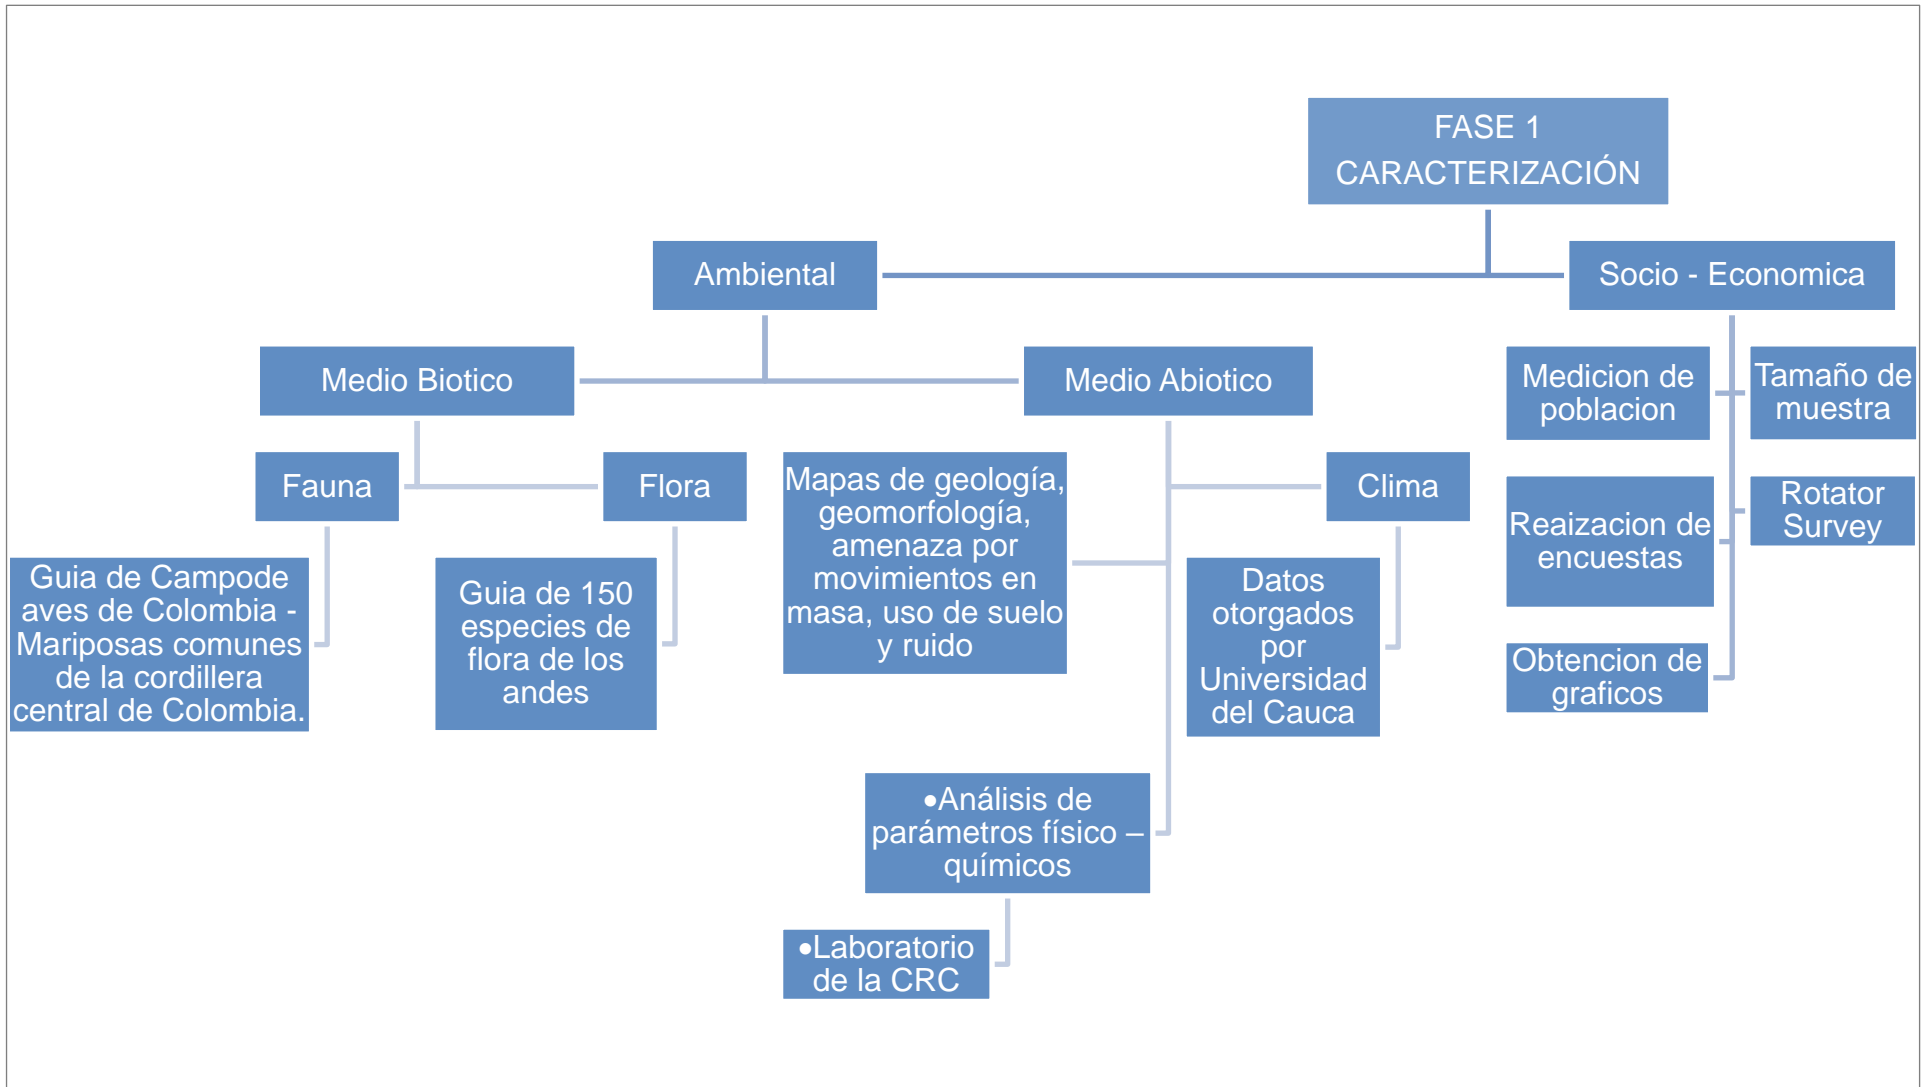 FASE 1
CARACTERIZACIÓN
Ambiental
Socio - Economica
Medio Biotico
Medio Abiotico
Medicion de
poblacion
Tamaño de
muestra
Fauna
Flora
Mapas de geología,
geomorfología,
amenaza por
movimientos en
masa, uso de suelo
y ruido
Clima
Reaizacion de
encuestas
Rotator
Survey
Guia de Campode
aves de Colombia -
Mariposas comunes
de la cordillera
central de Colombia.
Guia de 150
especies de
flora de los
andes
Datos
otorgados
por
Universidad
del Cauca
Obtencion de
graficos
•Análisis de
parámetros físico –
químicos
•Laboratorio
de la CRC